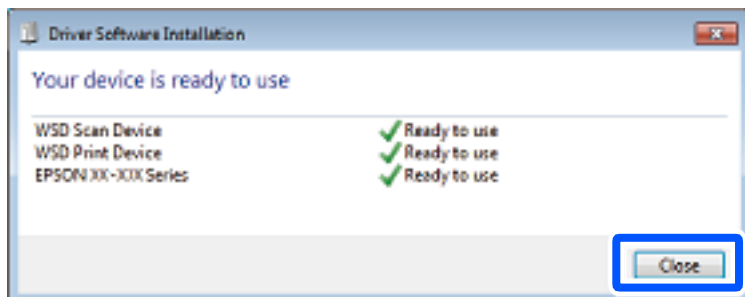 Driver Software Installation
Your device is ready to use
WSD Scan Device Ready to use
WSD Print Device Ready to use
EPSON XX-XXX Series Ready to use
Close